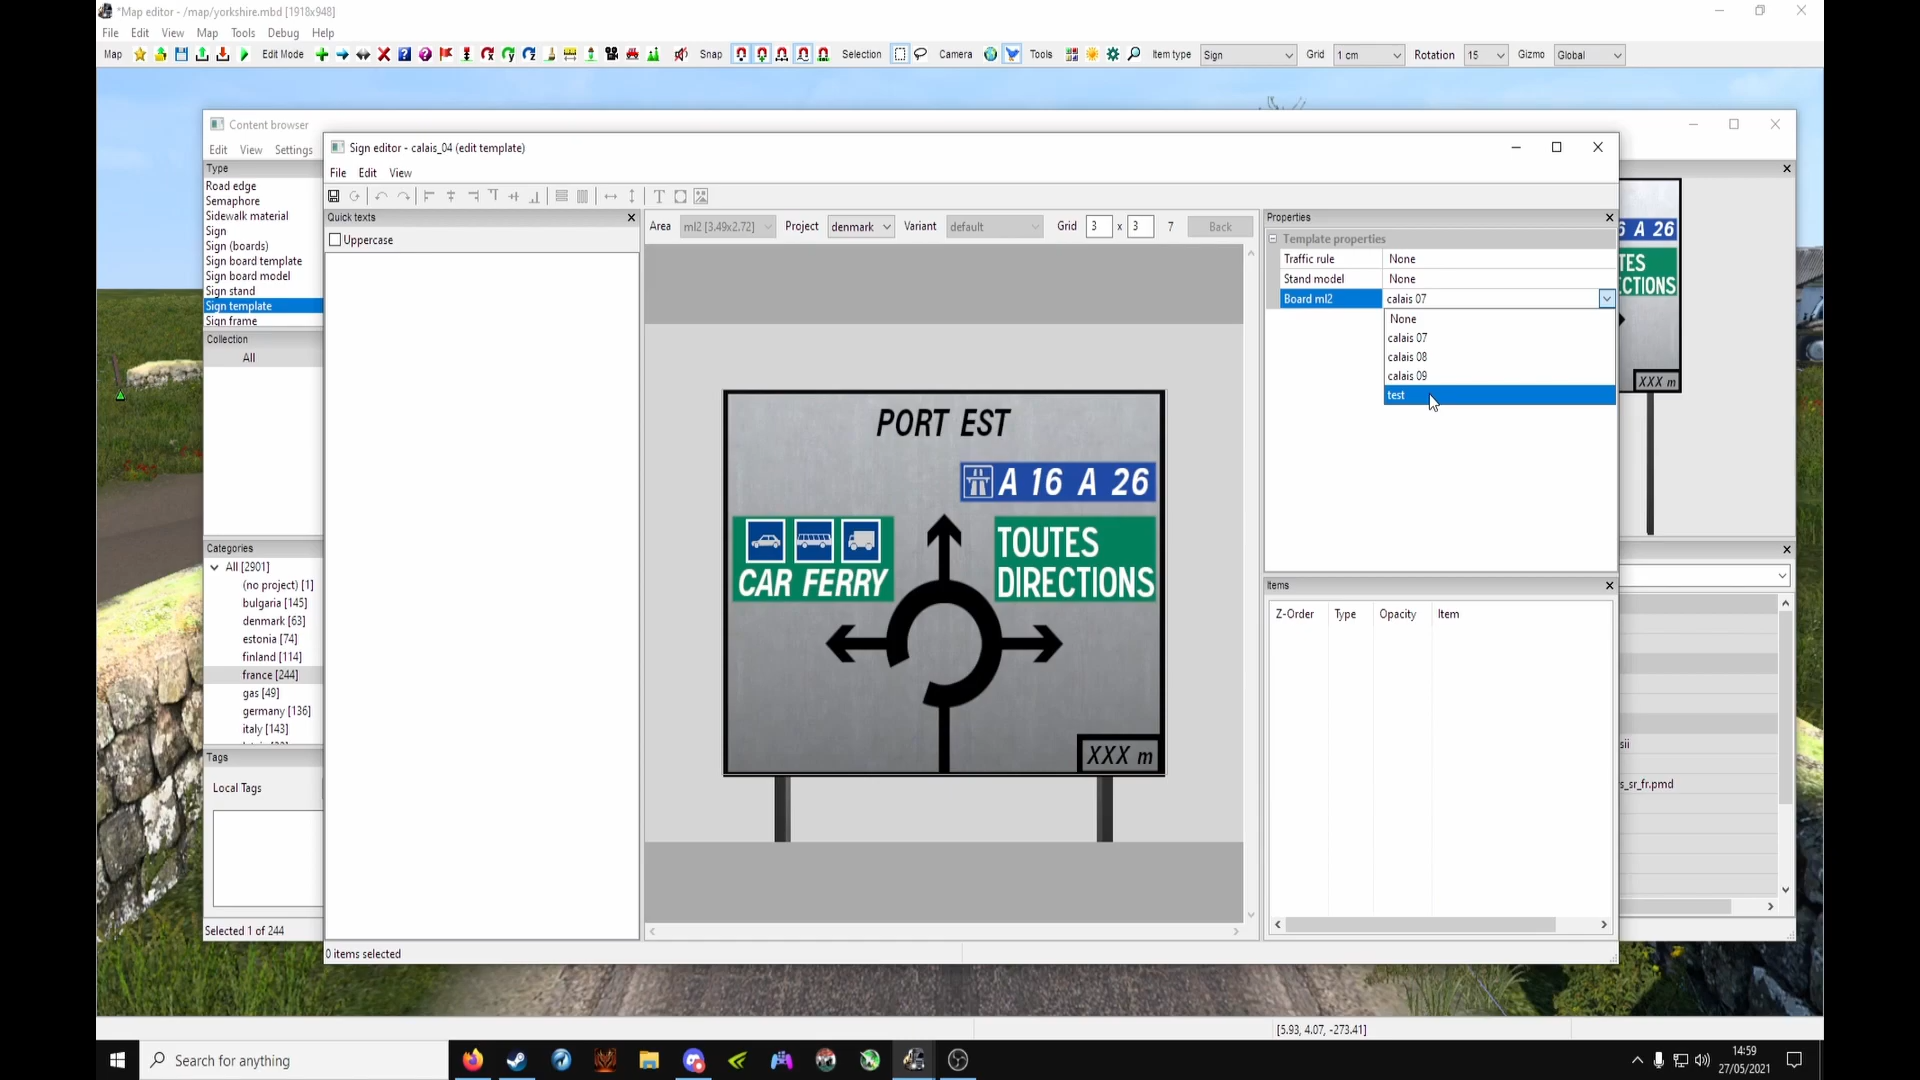 *Map editor - /map/yorkshire.mbd [1918x948]
File Edit View Map Tools Debug Help
Map Edit Mode Snap Selection Camera Tools Item type Sign Grid 1 cm Rotation 15 Gizmo Global
Content browser
Edit View Settings
Type
Road edge
Semaphore
Sidewalk material
Sign
Sign (boards)
Sign board template
Sign board model
Sign stand
Sign template
Sign frame
Collection
All
Categories
All [2901]
(no project) [1]
bulgaria [145]
denmark [63]
estonia [74]
finland [114]
france [244]
gas [49]
germany [136]
italy [143]
Tags
Local Tags
Selected 1 of 244
Sign editor - calais_04 (edit template)
File Edit View
Quick texts
Uppercase
Area ml2 [3.49x2.72] Project denmark Variant default Grid 3 x 3 7 Back
PORT EST
A 16 A 26
CAR FERRY
TOUTES
DIRECTIONS
XXX m
Properties
Template properties
Traffic rule None
Stand model None
Board ml2 calais 07
None
calais 07
calais 08
calais 09
test
Items
Z-Order Type Opacity Item
0 items selected
6 A 26
TES
CTIONS
XXX m
sii
s_sr_fr.pmd
[5.93, 4.07, -273.41]
Search for anything
14:59
27/05/2021